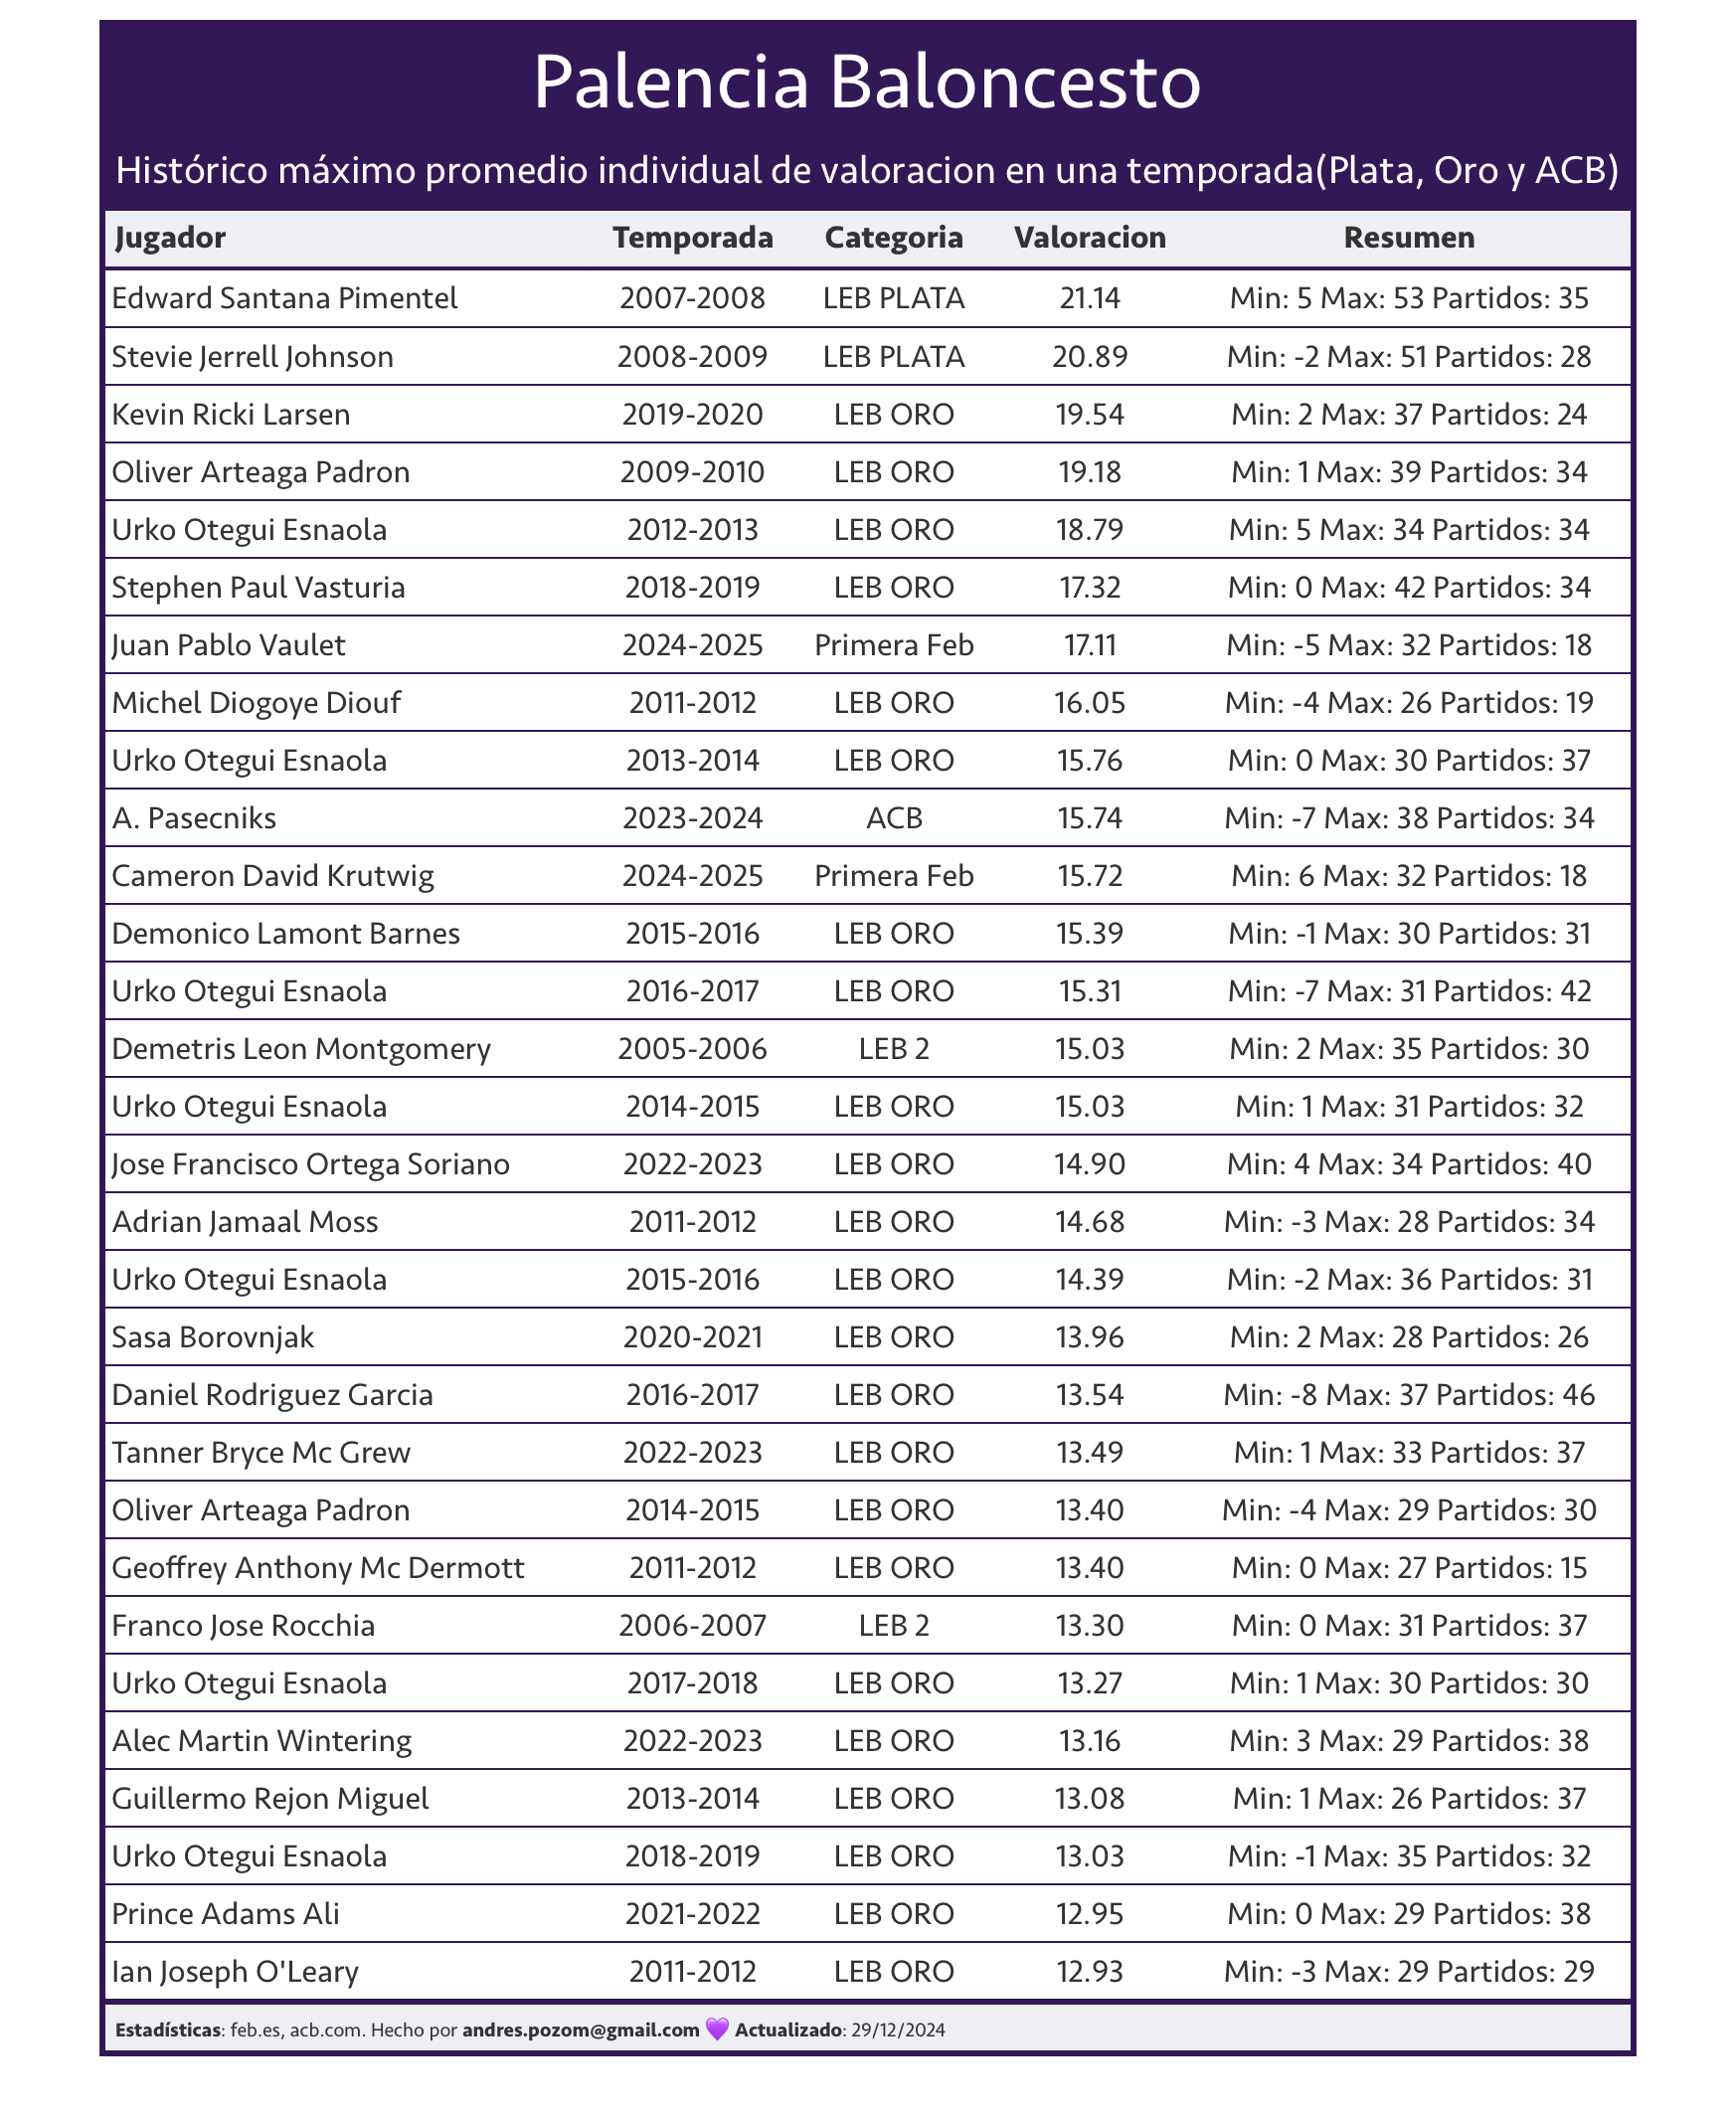 Palencia Baloncesto
Histórico máximo promedio individual de valoracion en una temporada(Plata, Oro y ACB)
Jugador Temporada Categoria Valoracion Resumen
Edward Santana Pimentel 2007-2008 LEB PLATA 21.14 Min: 5 Max: 53 Partidos: 35
Stevie Jerrell Johnson 2008-2009 LEB PLATA 20.89 Min: -2 Max: 51 Partidos: 28
Kevin Ricki Larsen 2019-2020 LEB ORO 19.54 Min: 2 Max: 37 Partidos: 24
Oliver Arteaga Padron 2009-2010 LEB ORO 19.18 Min: 1 Max: 39 Partidos: 34
Urko Otegui Esnaola 2012-2013 LEB ORO 18.79 Min: 5 Max: 34 Partidos: 34
Stephen Paul Vasturia 2018-2019 LEB ORO 17.32 Min: 0 Max: 42 Partidos: 34
Juan Pablo Vaulet 2024-2025 Primera Feb 17.11 Min: -5 Max: 32 Partidos: 18
Michel Diogoye Diouf 2011-2012 LEB ORO 16.05 Min: -4 Max: 26 Partidos: 19
Urko Otegui Esnaola 2013-2014 LEB ORO 15.76 Min: 0 Max: 30 Partidos: 37
A. Pasecniks 2023-2024 ACB 15.74 Min: -7 Max: 38 Partidos: 34
Cameron David Krutwig 2024-2025 Primera Feb 15.72 Min: 6 Max: 32 Partidos: 18
Demonico Lamont Barnes 2015-2016 LEB ORO 15.39 Min: -1 Max: 30 Partidos: 31
Urko Otegui Esnaola 2016-2017 LEB ORO 15.31 Min: -7 Max: 31 Partidos: 42
Demetris Leon Montgomery 2005-2006 LEB 2 15.03 Min: 2 Max: 35 Partidos: 30
Urko Otegui Esnaola 2014-2015 LEB ORO 15.03 Min: 1 Max: 31 Partidos: 32
Jose Francisco Ortega Soriano 2022-2023 LEB ORO 14.90 Min: 4 Max: 34 Partidos: 40
Adrian Jamaal Moss 2011-2012 LEB ORO 14.68 Min: -3 Max: 28 Partidos: 34
Urko Otegui Esnaola 2015-2016 LEB ORO 14.39 Min: -2 Max: 36 Partidos: 31
Sasa Borovnjak 2020-2021 LEB ORO 13.96 Min: 2 Max: 28 Partidos: 26
Daniel Rodriguez Garcia 2016-2017 LEB ORO 13.54 Min: -8 Max: 37 Partidos: 46
Tanner Bryce Mc Grew 2022-2023 LEB ORO 13.49 Min: 1 Max: 33 Partidos: 37
Oliver Arteaga Padron 2014-2015 LEB ORO 13.40 Min: -4 Max: 29 Partidos: 30
Geoffrey Anthony Mc Dermott 2011-2012 LEB ORO 13.40 Min: 0 Max: 27 Partidos: 15
Franco Jose Rocchia 2006-2007 LEB 2 13.30 Min: 0 Max: 31 Partidos: 37
Urko Otegui Esnaola 2017-2018 LEB ORO 13.27 Min: 1 Max: 30 Partidos: 30
Alec Martin Wintering 2022-2023 LEB ORO 13.16 Min: 3 Max: 29 Partidos: 38
Guillermo Rejon Miguel 2013-2014 LEB ORO 13.08 Min: 1 Max: 26 Partidos: 37
Urko Otegui Esnaola 2018-2019 LEB ORO 13.03 Min: -1 Max: 35 Partidos: 32
Prince Adams Ali 2021-2022 LEB ORO 12.95 Min: 0 Max: 29 Partidos: 38
Ian Joseph O'Leary 2011-2012 LEB ORO 12.93 Min: -3 Max: 29 Partidos: 29
Estadísticas: feb.es, acb.com. Hecho por andres.pozom@gmail.com 💜 Actualizado: 29/12/2024